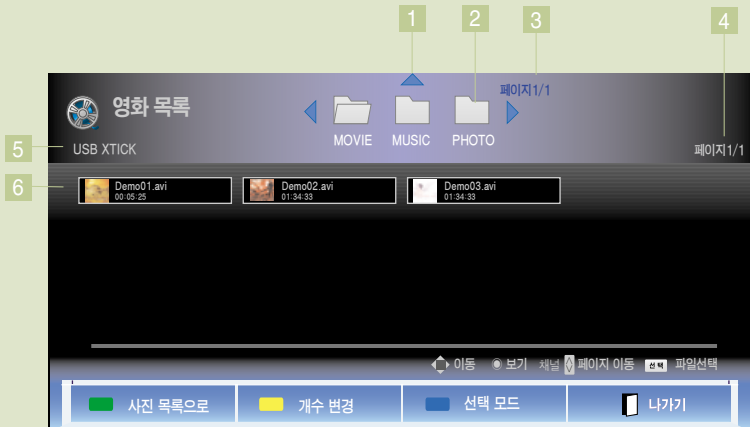 1 2 3 4
페이지1/1
영화 목록
MOVIE MUSIC PHOTO
5 USB XTICK 페이지1/1
6
Demo01.avi Demo02.avi Demo03.avi
00:05:25 01:34:33 01:34:33
이동 보기 채널 페이지 이동 선택 파일선택
사진 목록으로 개수 변경 선택 모드 나가기